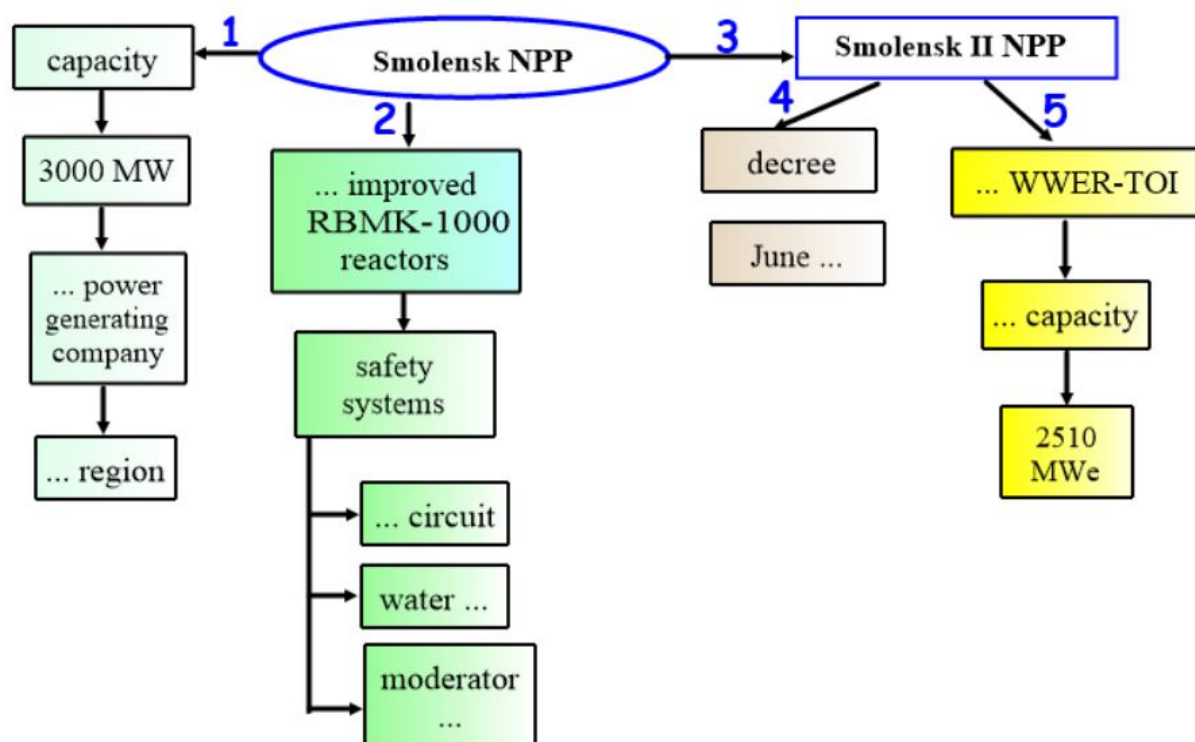 1
Smolensk NPP
3
Smolensk II NPP
capacity
2
4
5
3000 MW
... improved
RBMK-1000
reactors
decree
... WWER-TOI
June ...
... power
generating
company
... capacity
safety
systems
... region
2510
MWe
... circuit
water ...
moderator
...